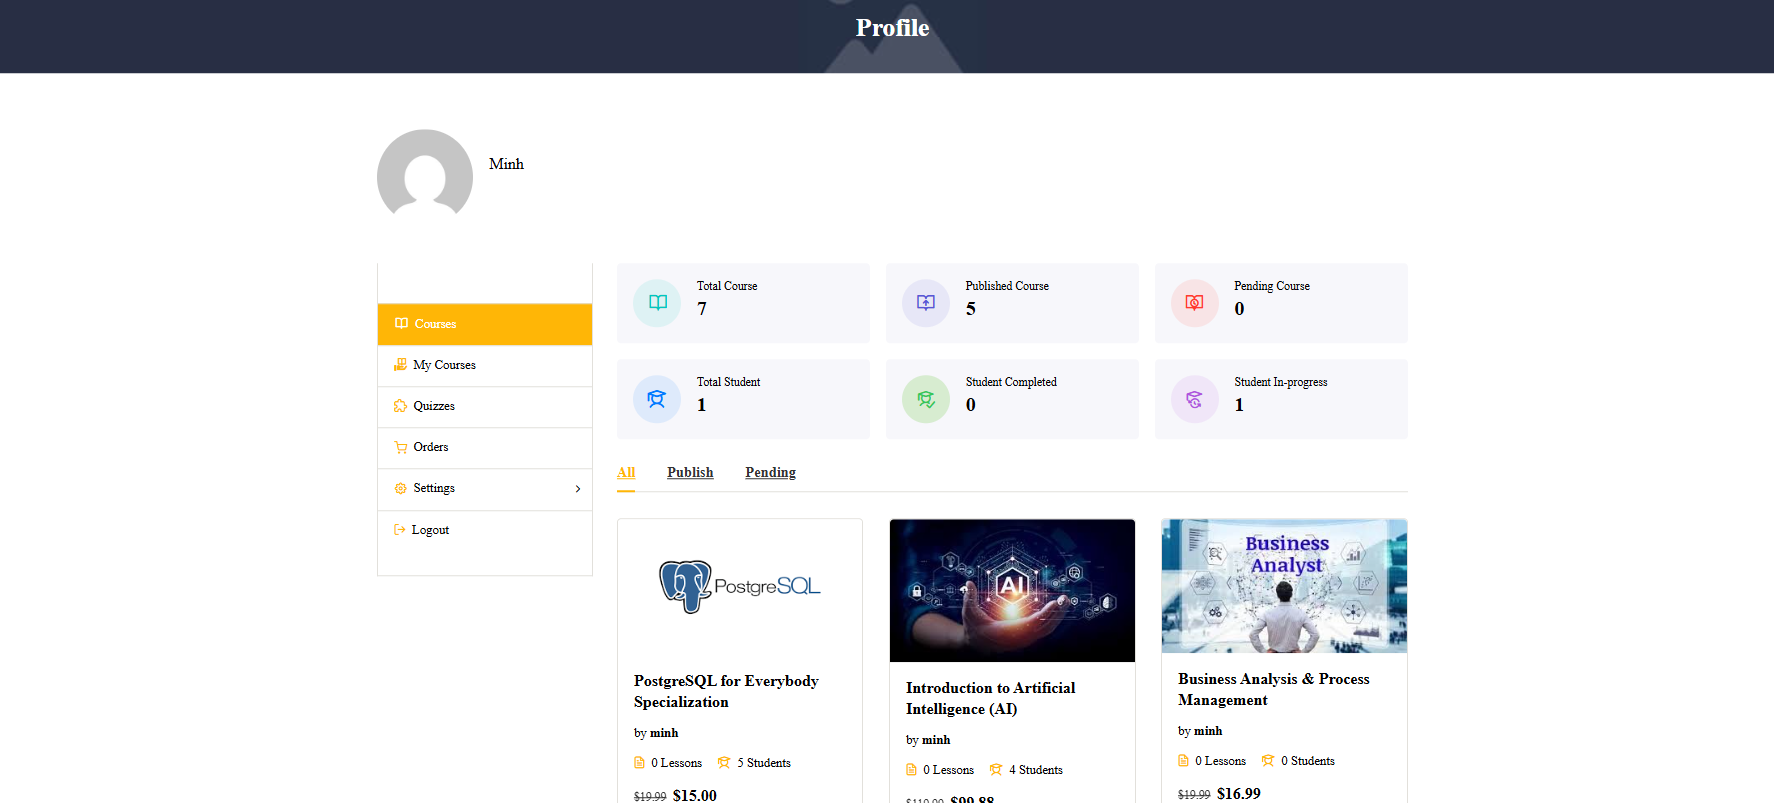 Profile
Minh
Courses
My Courses
Quizzes
Orders
Settings
Logout
Total Course
7
Published Course
5
Pending Course
0
Total Student
1
Student Completed
0
Student In-progress
1
All Publish Pending
PostgreSQL
PostgreSQL for Everybody
Specialization
by minh
0 Lessons 5 Students
$19.99 $15.00
AI
Introduction to Artificial
Intelligence (AI)
by minh
0 Lessons 4 Students
$99.88
Business
Analyst
Business Analysis & Process
Management
by minh
0 Lessons 0 Students
$19.99 $16.99